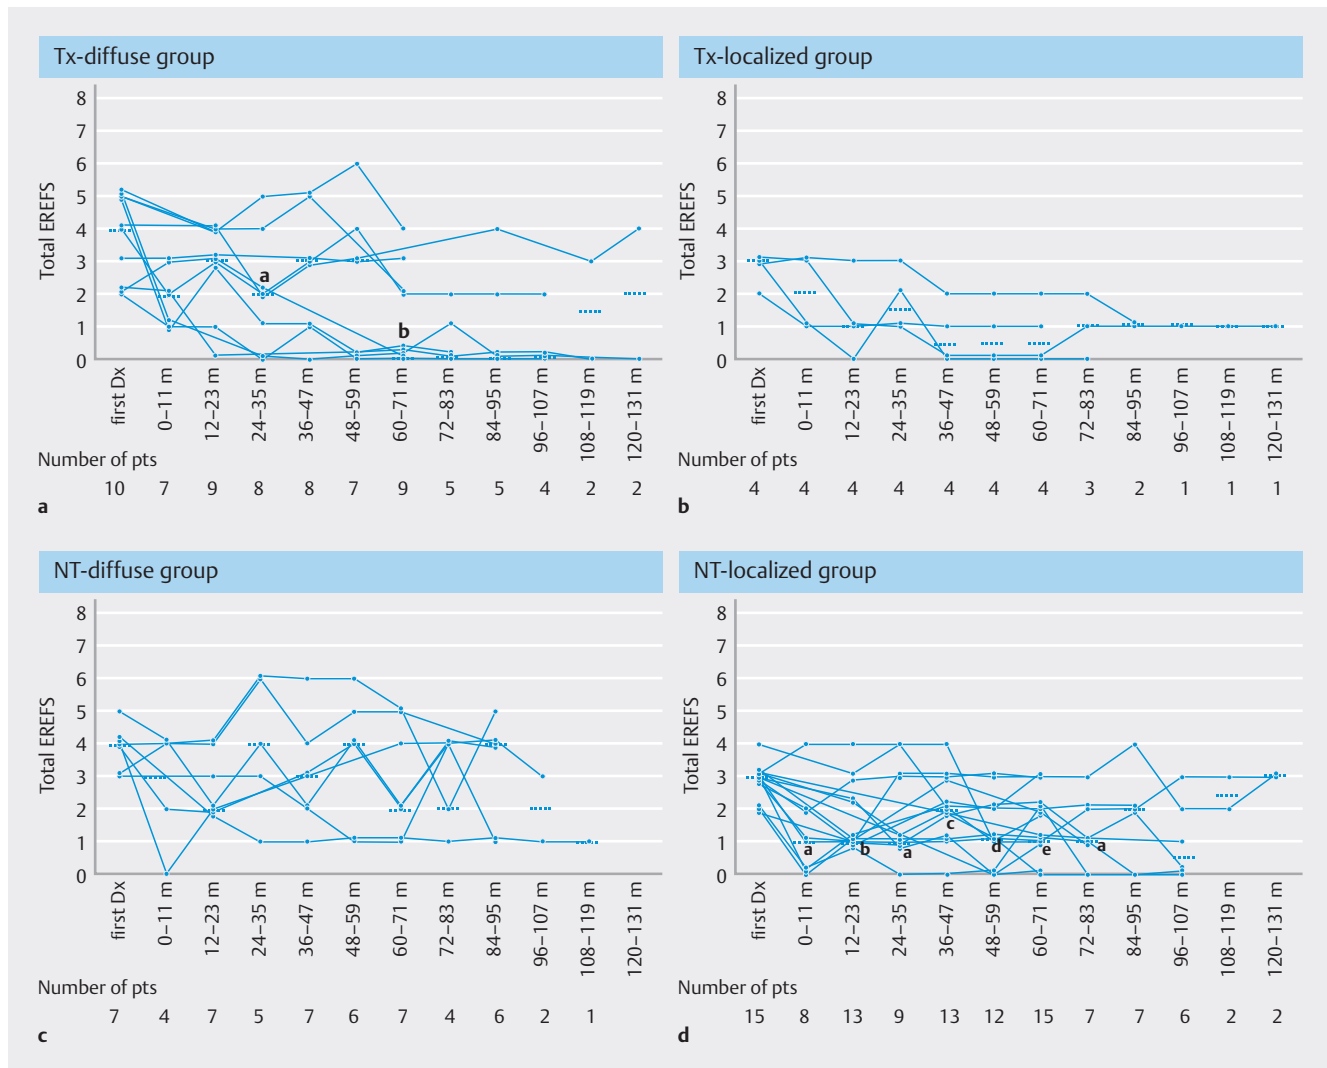 Tx-diffuse group
Total EREFS
8
7
6
5
4
3
2
1
0
a
b
first Dx
0–11 m
12–23 m
24–35 m
36–47 m
48–59 m
60–71 m
72–83 m
84–95 m
96–107 m
108–119 m
120–131 m
Number of pts
10 7 9 8 8 7 9 5 5 4 2 2
a
Tx-localized group
Total EREFS
8
7
6
5
4
3
2
1
0
first Dx
0–11 m
12–23 m
24–35 m
36–47 m
48–59 m
60–71 m
72–83 m
84–95 m
96–107 m
108–119 m
120–131 m
Number of pts
4 4 4 4 4 4 4 3 2 1 1 1
b
NT-diffuse group
Total EREFS
8
7
6
5
4
3
2
1
0
first Dx
0–11 m
12–23 m
24–35 m
36–47 m
48–59 m
60–71 m
72–83 m
84–95 m
96–107 m
108–119 m
120–131 m
Number of pts
7 4 7 5 7 6 7 4 6 2 1
c
NT-localized group
Total EREFS
8
7
6
5
4
3
2
1
0
a b a c d e a
first Dx
0–11 m
12–23 m
24–35 m
36–47 m
48–59 m
60–71 m
72–83 m
84–95 m
96–107 m
108–119 m
120–131 m
Number of pts
15 8 13 9 13 12 15 7 7 6 2 2
d